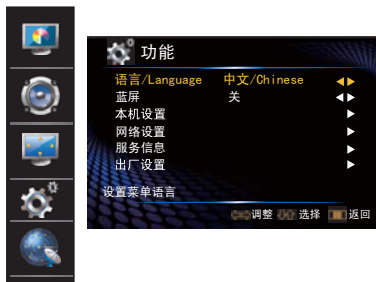 功能
语言/Language 中文/Chinese
蓝屏 关
本机设置
网络设置
服务信息
出厂设置
设置菜单语言
调整 选择 返回